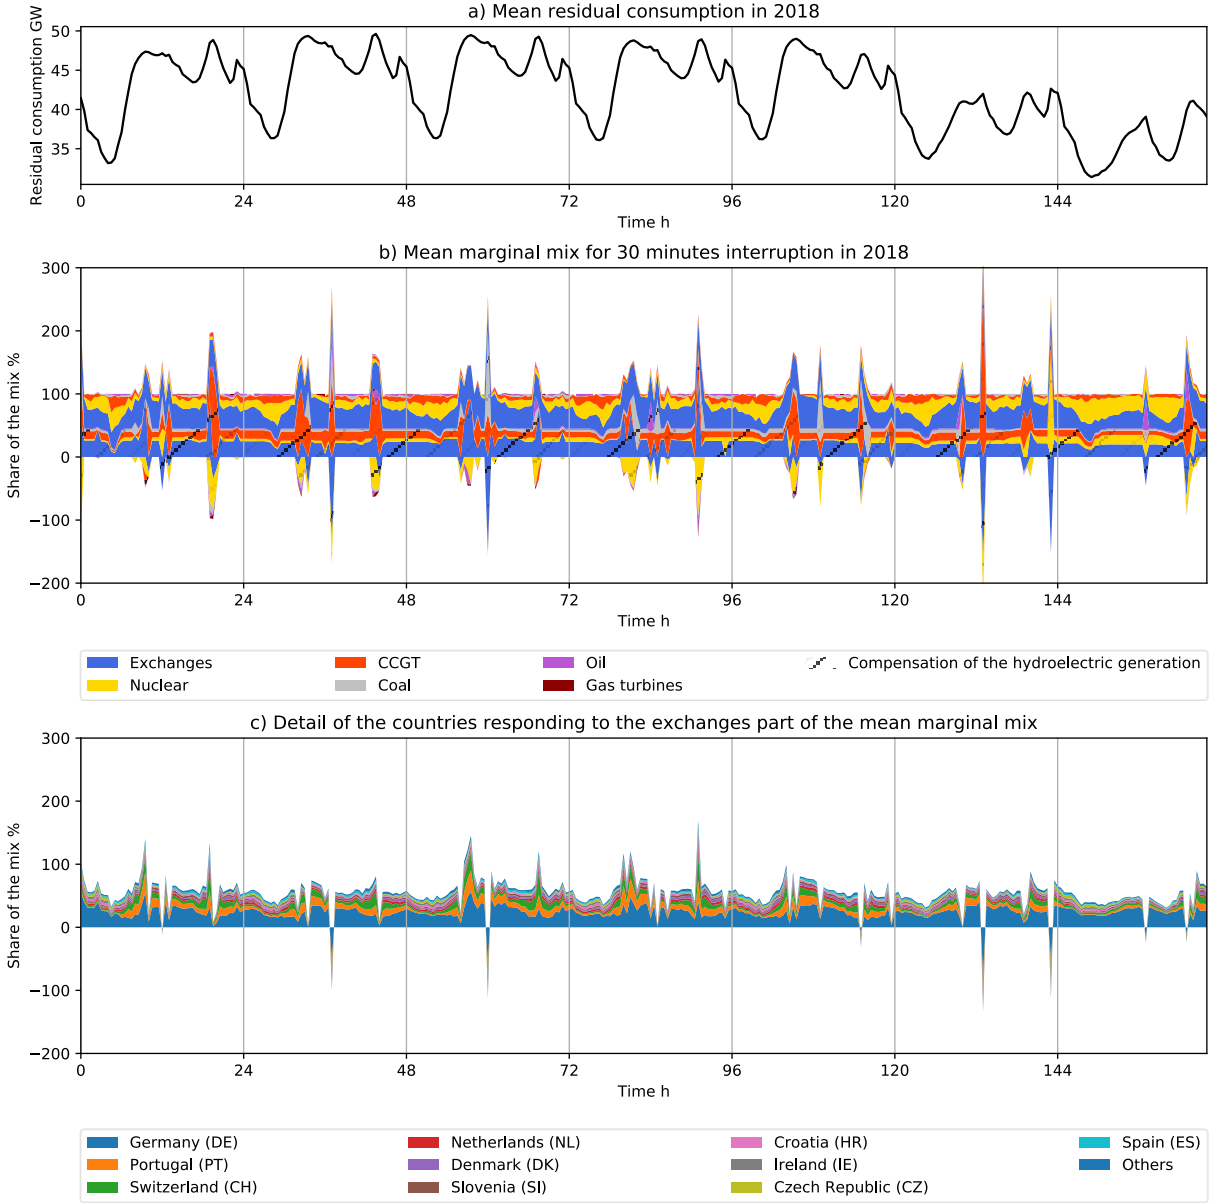 a) Mean residual consumption in 2018
Residual consumption GW
50
45
40
35
0 24 48 72 96 120 144
Time h
b) Mean marginal mix for 30 minutes interruption in 2018
Share of the mix %
300
200
100
0
−100
−200
0 24 48 72 96 120 144
Time h
Exchanges CCGT Oil Compensation of the hydroelectric generation
Nuclear Coal Gas turbines
c) Detail of the countries responding to the exchanges part of the mean marginal mix
Share of the mix %
300
200
100
0
−100
−200
0 24 48 72 96 120 144
Time h
Germany (DE) Netherlands (NL) Croatia (HR) Spain (ES)
Portugal (PT) Denmark (DK) Ireland (IE) Others
Switzerland (CH) Slovenia (SI) Czech Republic (CZ)